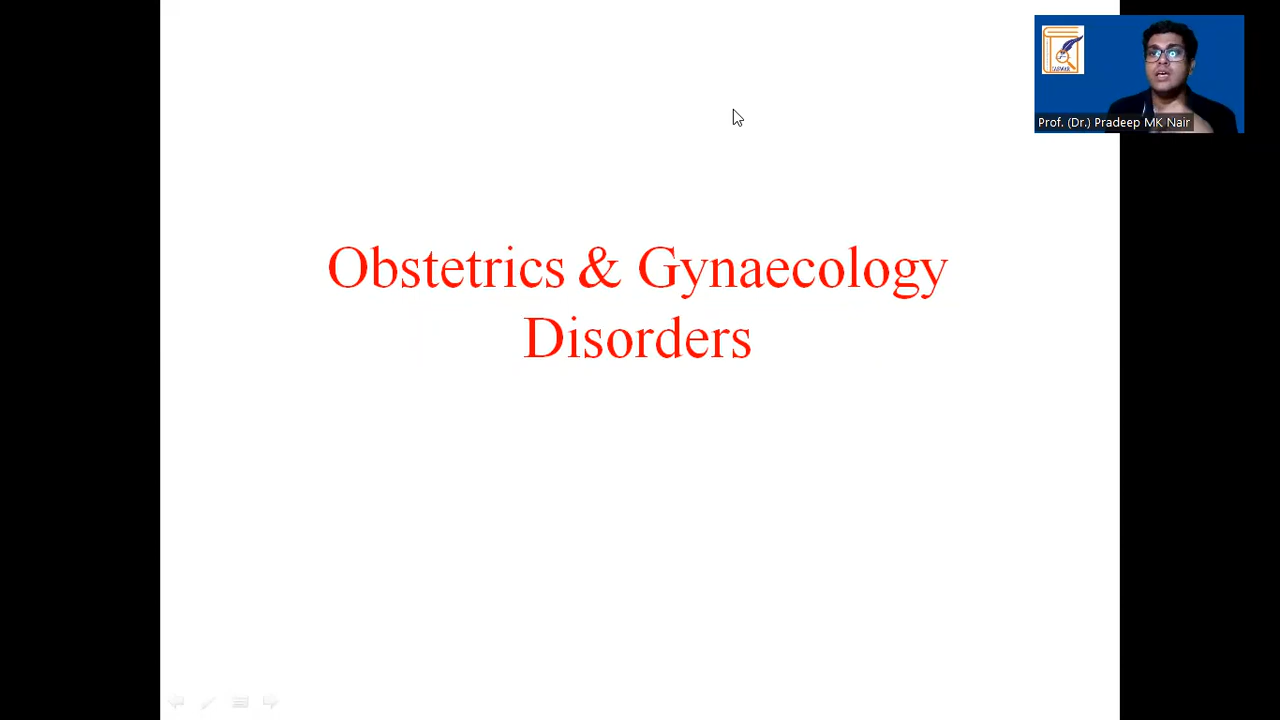 Prof. (Dr.) Pradeep MK Nair
Obstetrics & Gynaecology
Disorders